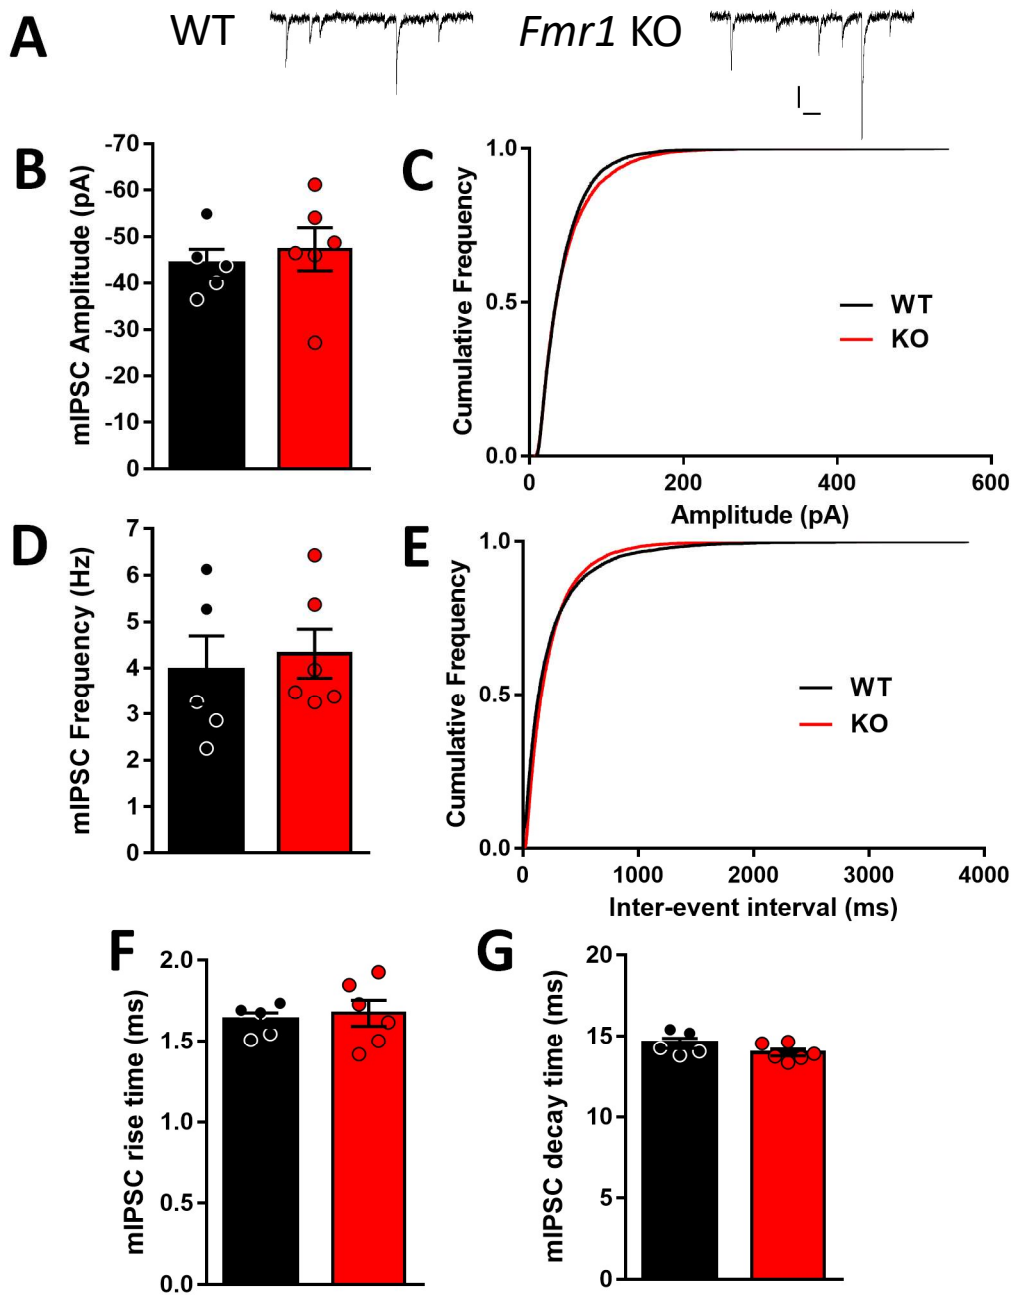 A WT Fmr1 KO
B
mIPSC Amplitude (pA)
-70
-60
-50
-40
-30
-20
-10
0
C
Cumulative Frequency
1.0
0.5
0.0
WT
KO
0 200 400 600
Amplitude (pA)
D
mIPSC Frequency (Hz)
7
6
5
4
3
2
1
0
E
Cumulative Frequency
1.0
0.5
0.0
WT
KO
0 1000 2000 3000 4000
Inter-event interval (ms)
F
mIPSC rise time (ms)
2.0
1.5
1.0
0.5
0.0
G
mIPSC decay time (ms)
20
15
10
5
0